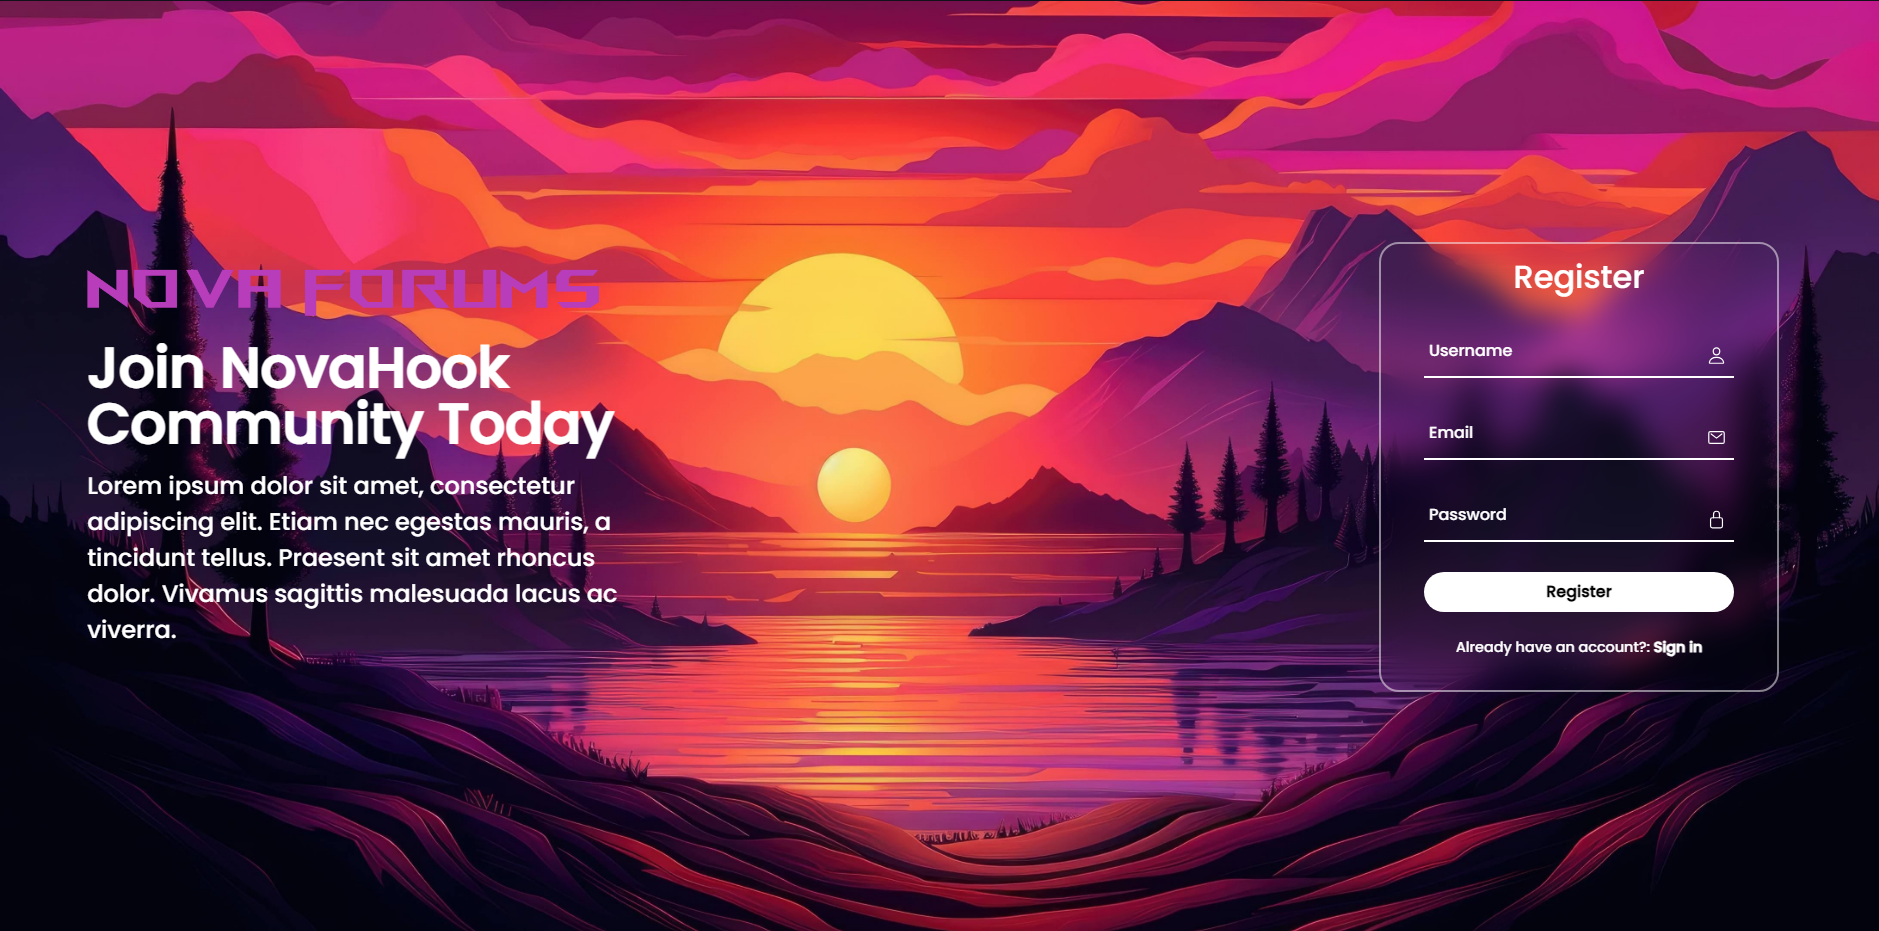 NOVA FORUMS
Join NovaHook
Community Today
Lorem ipsum dolor sit amet, consectetur
adipiscing elit. Etiam nec egestas mauris, a
tincidunt tellus. Praesent sit amet rhoncus
dolor. Vivamus sagittis malesuada lacus ac
viverra.
Register
Username
Email
Password
Register
Already have an account?: Sign in